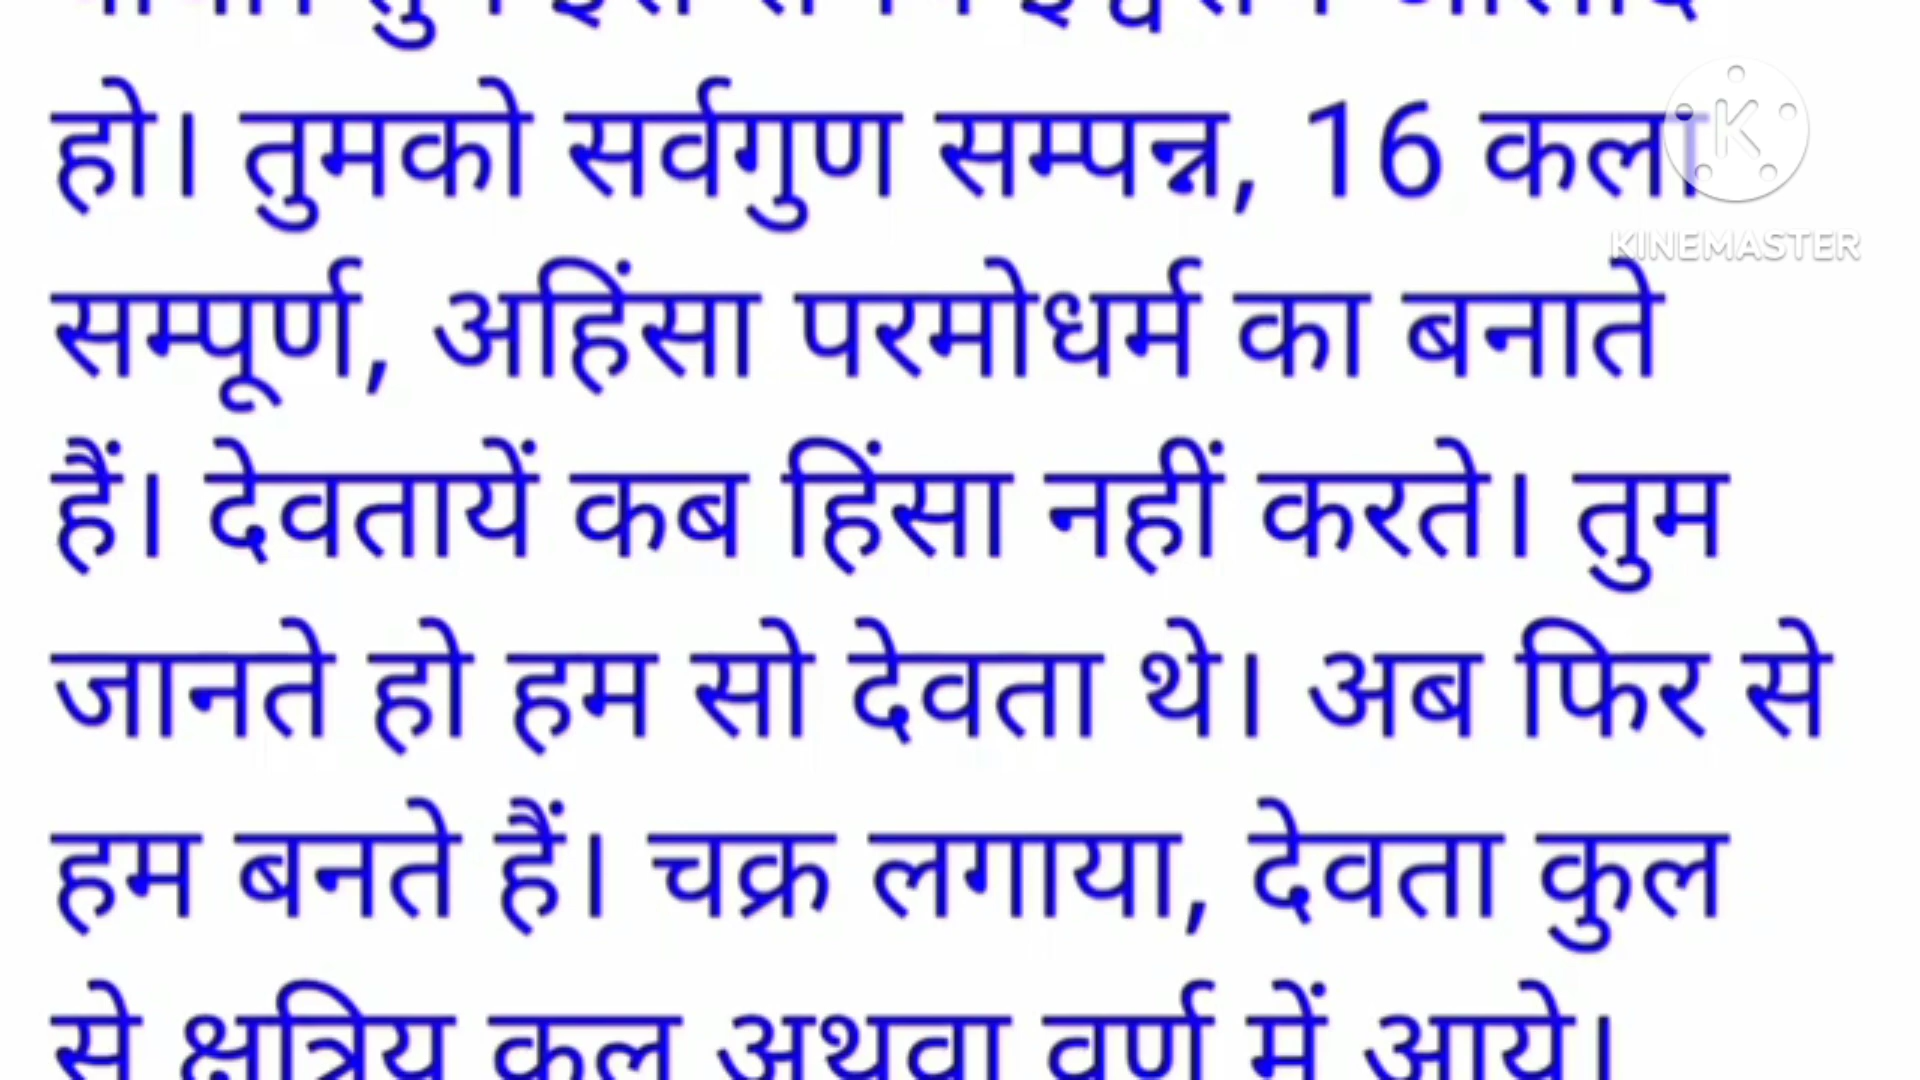 हो। तुमको सर्वगुण सम्पन्न, 16 कला
KINEMASTER
सम्पूर्ण, अहिंसा परमोधर्म का बनाते
हैं। देवतायें कब हिंसा नहीं करते। तुम
जानते हो हम सो देवता थे। अब फिर से
हम बनते हैं। चक्र लगाया, देवता कुल
से क्षत्रिय कुल अथवा वर्ण में आये।